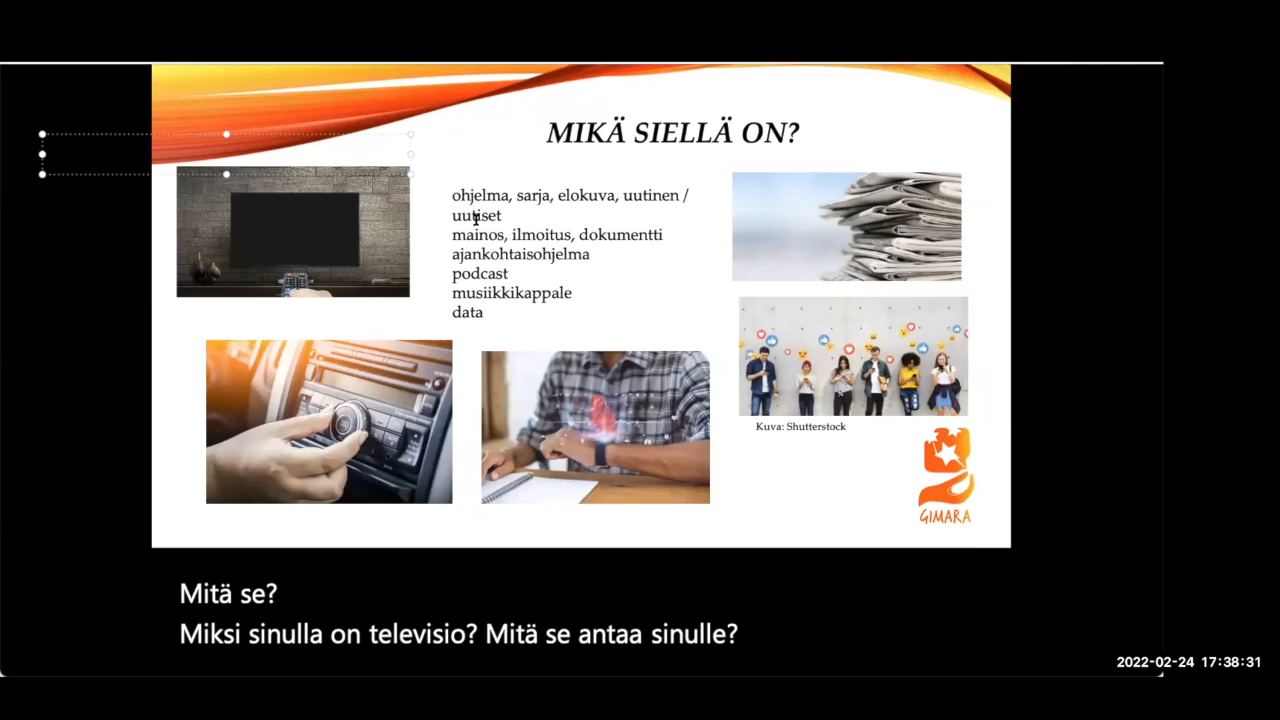 MIKÄ SIELLÄ ON?
ohjelma, sarja, elokuva, uutinen /
uutiset
mainos, ilmoitus, dokumentti
ajankohtaisohjelma
podcast
musiikkikappale
data
Kuva: Shutterstock
GIMARA
Mitä se?
Miksi sinulla on televisio? Mitä se antaa sinulle?
2022-02-24 17:38:31